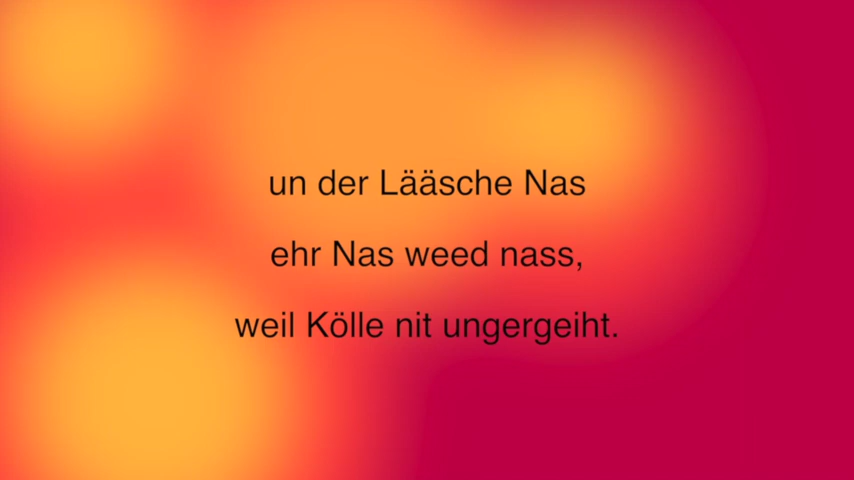 un der Lääsche Nas
ehr Nas weed nass,
weil Kölle nit ungergeiht.